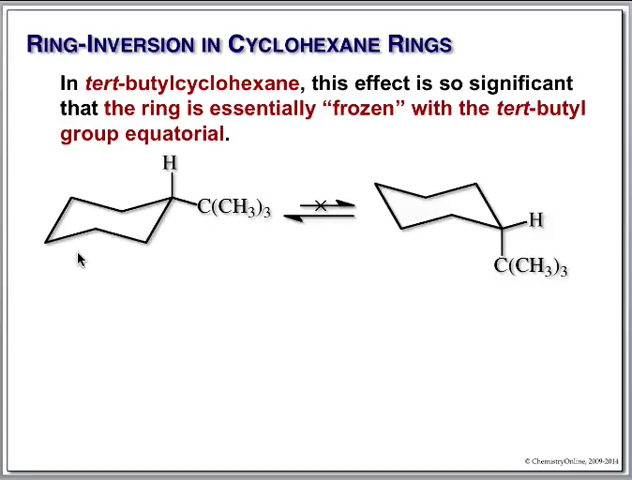 RING-INVERSION IN CYCLOHEXANE RINGS
In tert-butylcyclohexane, this effect is so significant
that the ring is essentially “frozen” with the tert-butyl
group equatorial.
H
C(CH₃)₃
H
C(CH₃)₃
© ChemistryOnline, 2009-2014